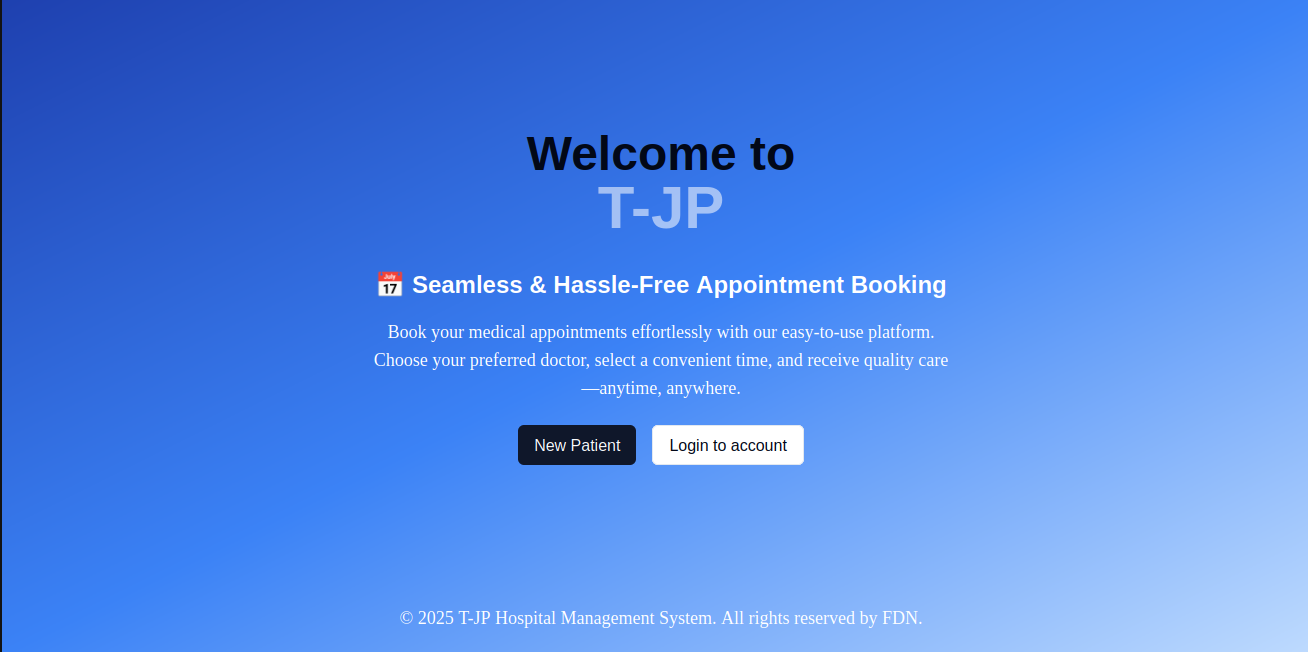 Welcome to
T-JP
📅 Seamless & Hassle-Free Appointment Booking
Book your medical appointments effortlessly with our easy-to-use platform.
Choose your preferred doctor, select a convenient time, and receive quality care
—anytime, anywhere.
New Patient
Login to account
© 2025 T-JP Hospital Management System. All rights reserved by FDN.